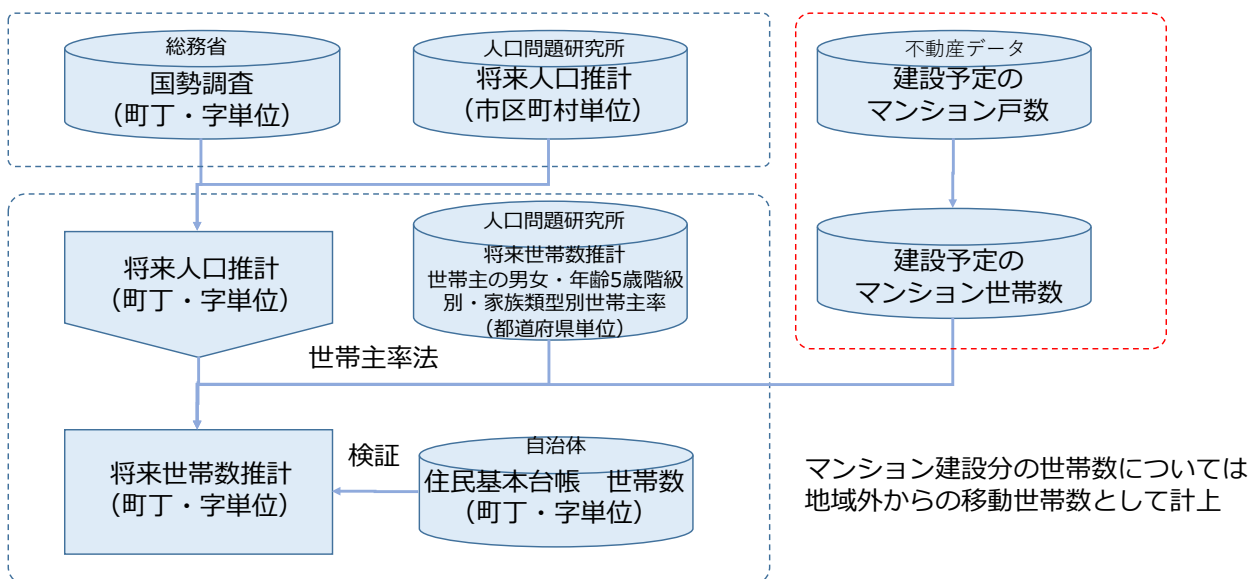 総務省
国勢調査
（町丁・字単位）
人口問題研究所
将来人口推計
（市区町村単位）
不動産データ
建設予定の
マンション戸数
将来人口推計
（町丁・字単位）
人口問題研究所
将来世帯数推計
世帯主の男女・年齢5歳階級
別・家族類型別世帯主率
（都道府県単位）
建設予定の
マンション世帯数
世帯主率法
将来世帯数推計
（町丁・字単位）
検証
自治体
住民基本台帳　世帯数
（町丁・字単位）
マンション建設分の世帯数については
地域外からの移動世帯数として計上